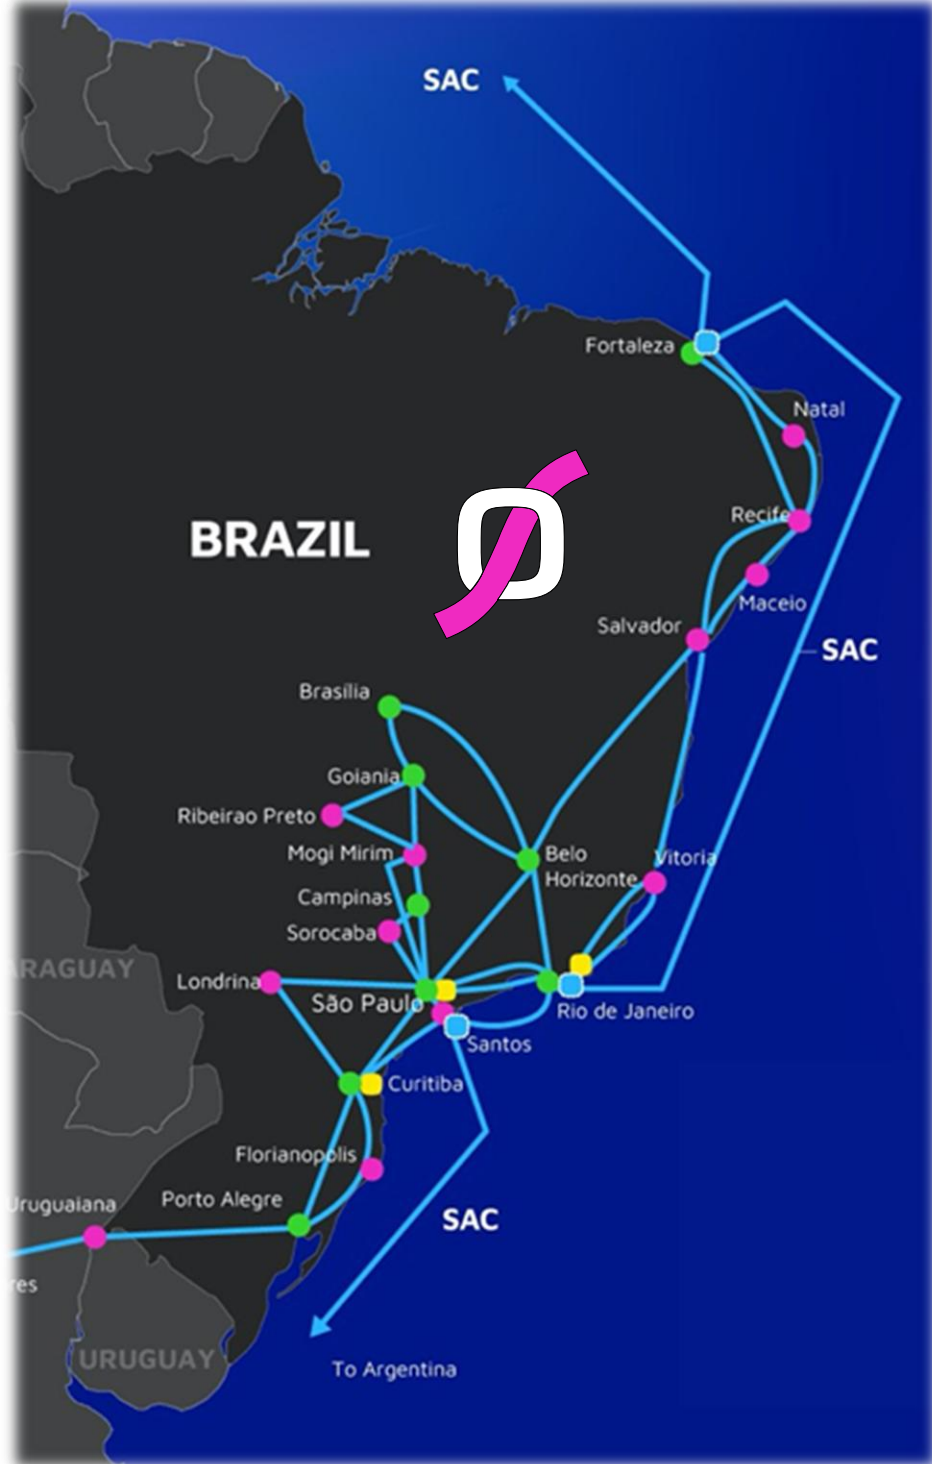 SAC
Fortaleza
Natal
Recife
BRAZIL
Maceio
Salvador
SAC
Brasília
Goiania
Ribeirao Preto
Mogi Mirim
Belo
Horizonte
Vitoria
Campinas
Sorocaba
ARAGUAY
Londrina
São Paulo
Rio de Janeiro
Santos
Curitiba
Florianopolis
Porto Alegre
Uruguaiana
SAC
res
URUGUAY
To Argentina